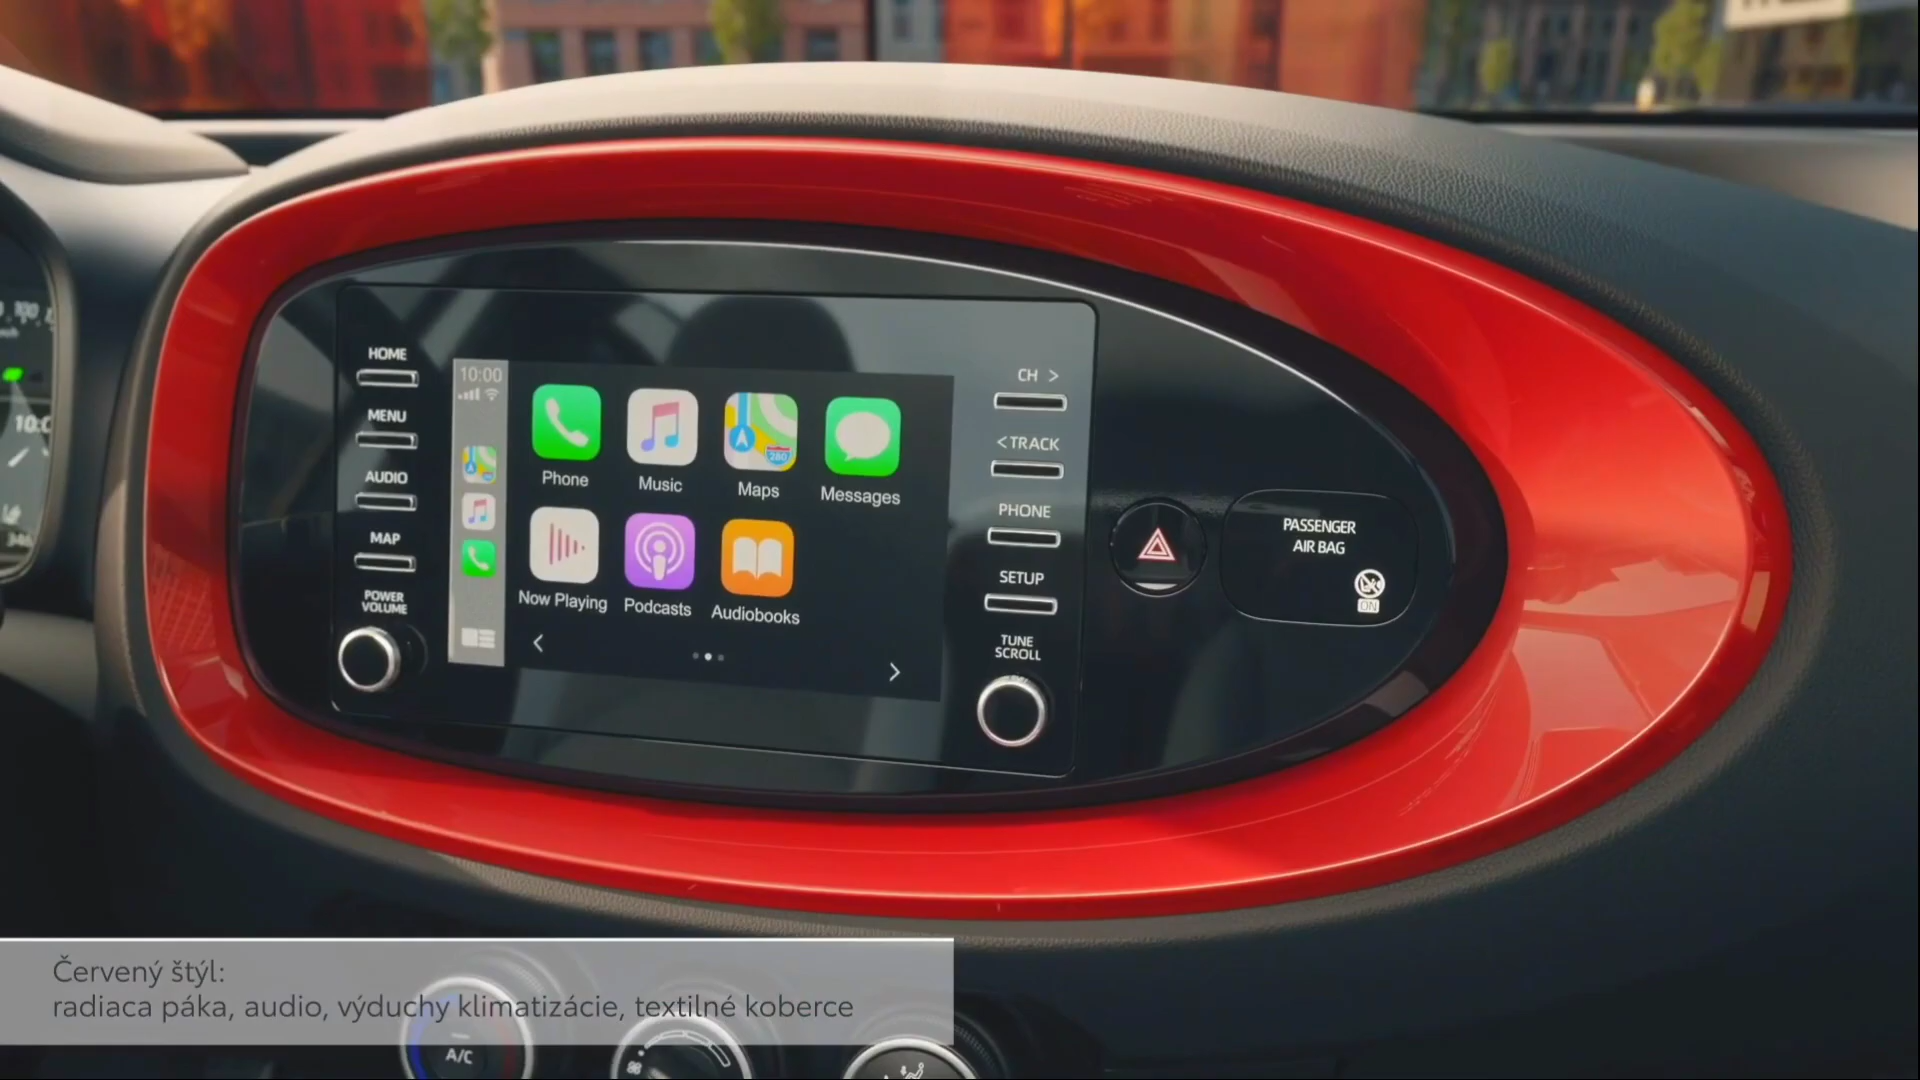 HOME
MENU
AUDIO
MAP
POWER
VOLUME
10:00
Phone
Music
Maps
280
Messages
Now Playing
Podcasts
Audiobooks
CH >
< TRACK
PHONE
SETUP
TUNE
SCROLL
PASSENGER
AIR BAG
ON
Červený štýl:
radiaca páka, audio, výduchy klimatizácie, textilné koberce
A/C